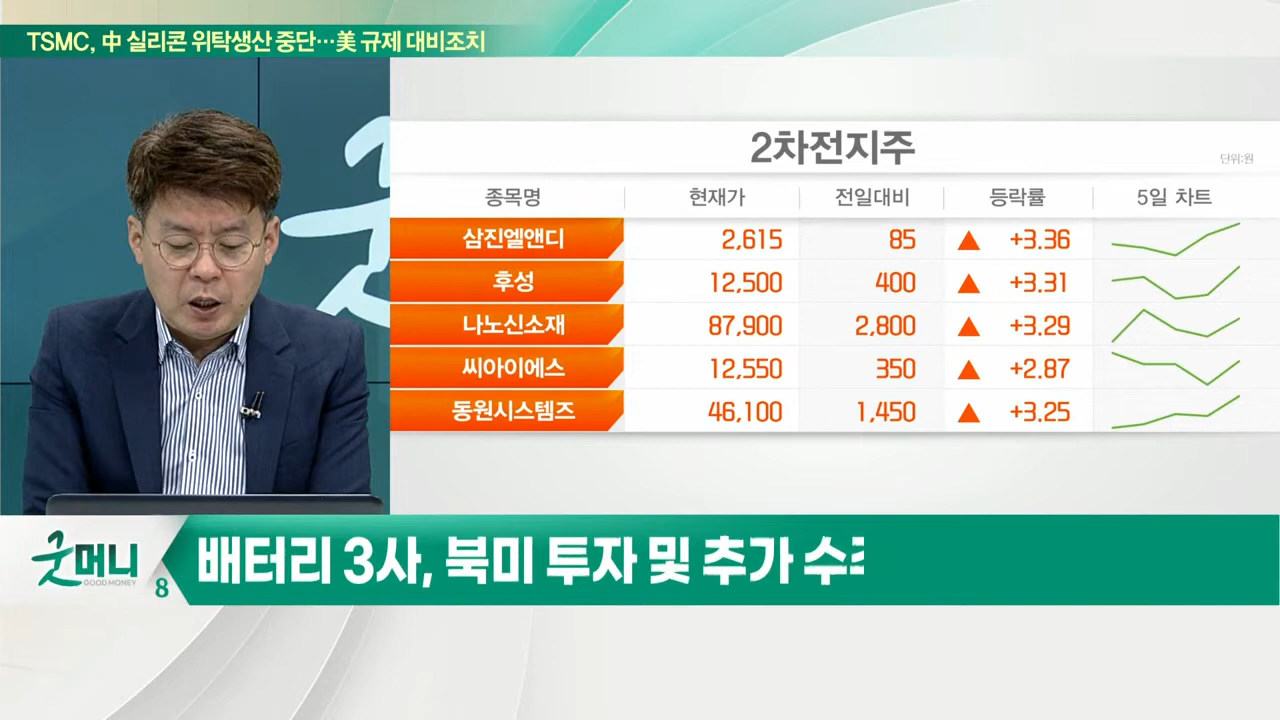 TSMC, 中 실리콘 위탁생산 중단…美 규제 대비조치
2차전지주
단위:원
종목명 현재가 전일대비 등락률 5일 차트
삼진엘앤디 2,615 85 ▲ +3.36
후성 12,500 400 ▲ +3.31
나노신소재 87,900 2,800 ▲ +3.29
씨아이에스 12,550 350 ▲ +2.87
동원시스템즈 46,100 1,450 ▲ +3.25
굿머니
GOOD MONEY
8
배터리 3사, 북미 투자 및 추가